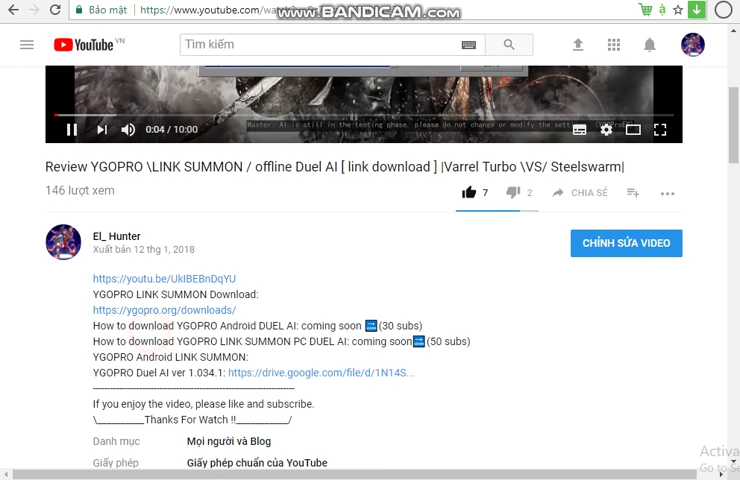 Bảo mật
https://www.youtube.com/
www.BANDICAM.com
YouTube VN
Tìm kiếm
Master: AI is still in the testing phase, please do not change or modify the
0:04 / 10:00
Review YGOPRO \LINK SUMMON / offline Duel AI [ link download ] |Varrel Turbo \VS/ Steelswarm|
146 lượt xem
7
2
CHIA SẺ
El_ Hunter
Xuất bản 12 thg 1, 2018
CHỈNH SỬA VIDEO
https://youtu.be/UkIBEBnDqYU
YGOPRO LINK SUMMON Download:
https://ygopro.org/downloads/
How to download YGOPRO Android DUEL AI: coming soon (30 subs)
How to download YGOPRO LINK SUMMON PC DUEL AI: coming soon (50 subs)
YGOPRO Android LINK SUMMON:
YGOPRO Duel AI ver 1.034.1: https://drive.google.com/file/d/1N14S...
------------------------------------------------------------------------
If you enjoy the video, please like and subscribe.
\_________Thanks For Watch !!_________/
Danh mục Mọi người và Blog
Giấy phép Giấy phép chuẩn của YouTube
Activa
Go to Se